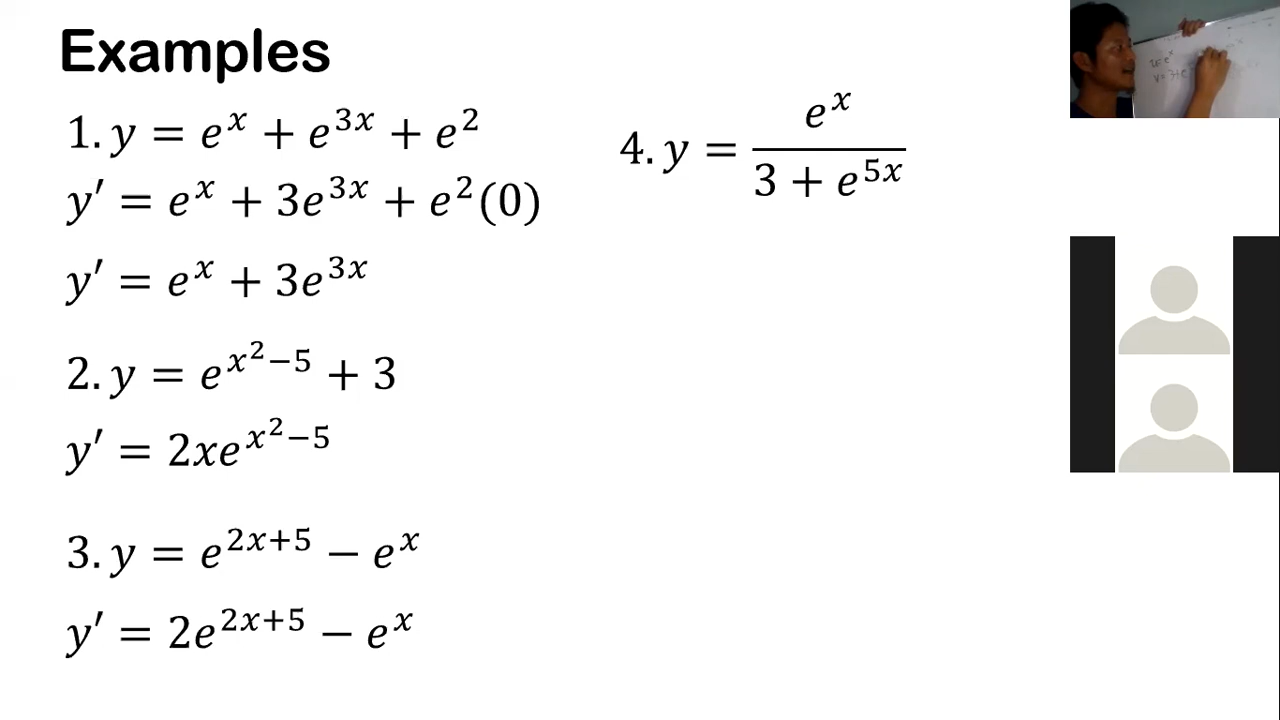 Examples
1. y = e^x + e^{3x} + e^2
y′ = e^x + 3e^{3x} + e^2(0)
y′ = e^x + 3e^{3x}
2. y = e^{x^2−5} + 3
y′ = 2xe^{x^2−5}
3. y = e^{2x+5} − e^x
y′ = 2e^{2x+5} − e^x
4. y = \frac{e^x}{3 + e^{5x}}